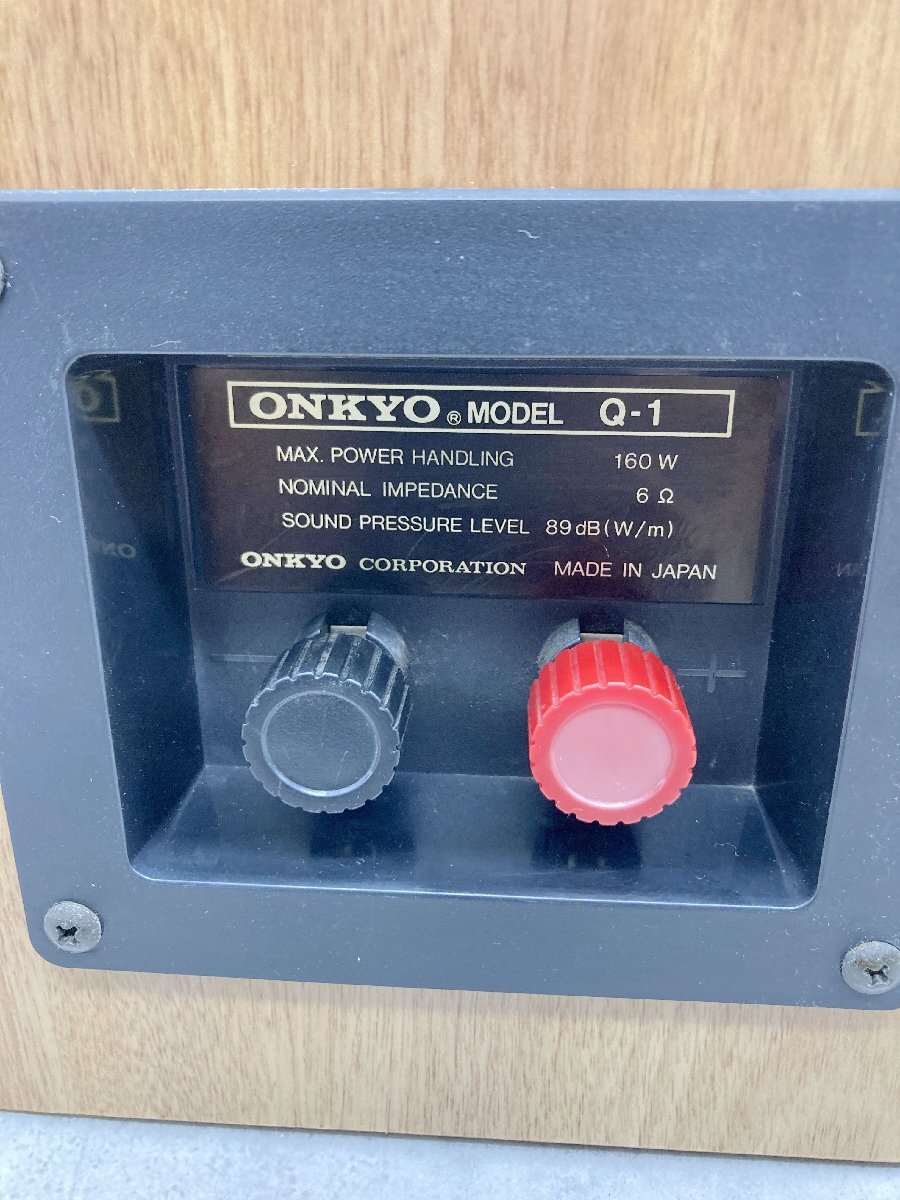 ONKYO® MODEL Q-1
MAX. POWER HANDLING 160 W
NOMINAL IMPEDANCE 6 Ω
SOUND PRESSURE LEVEL 89 dB (W/m)
ONKYO CORPORATION MADE IN JAPAN
− +